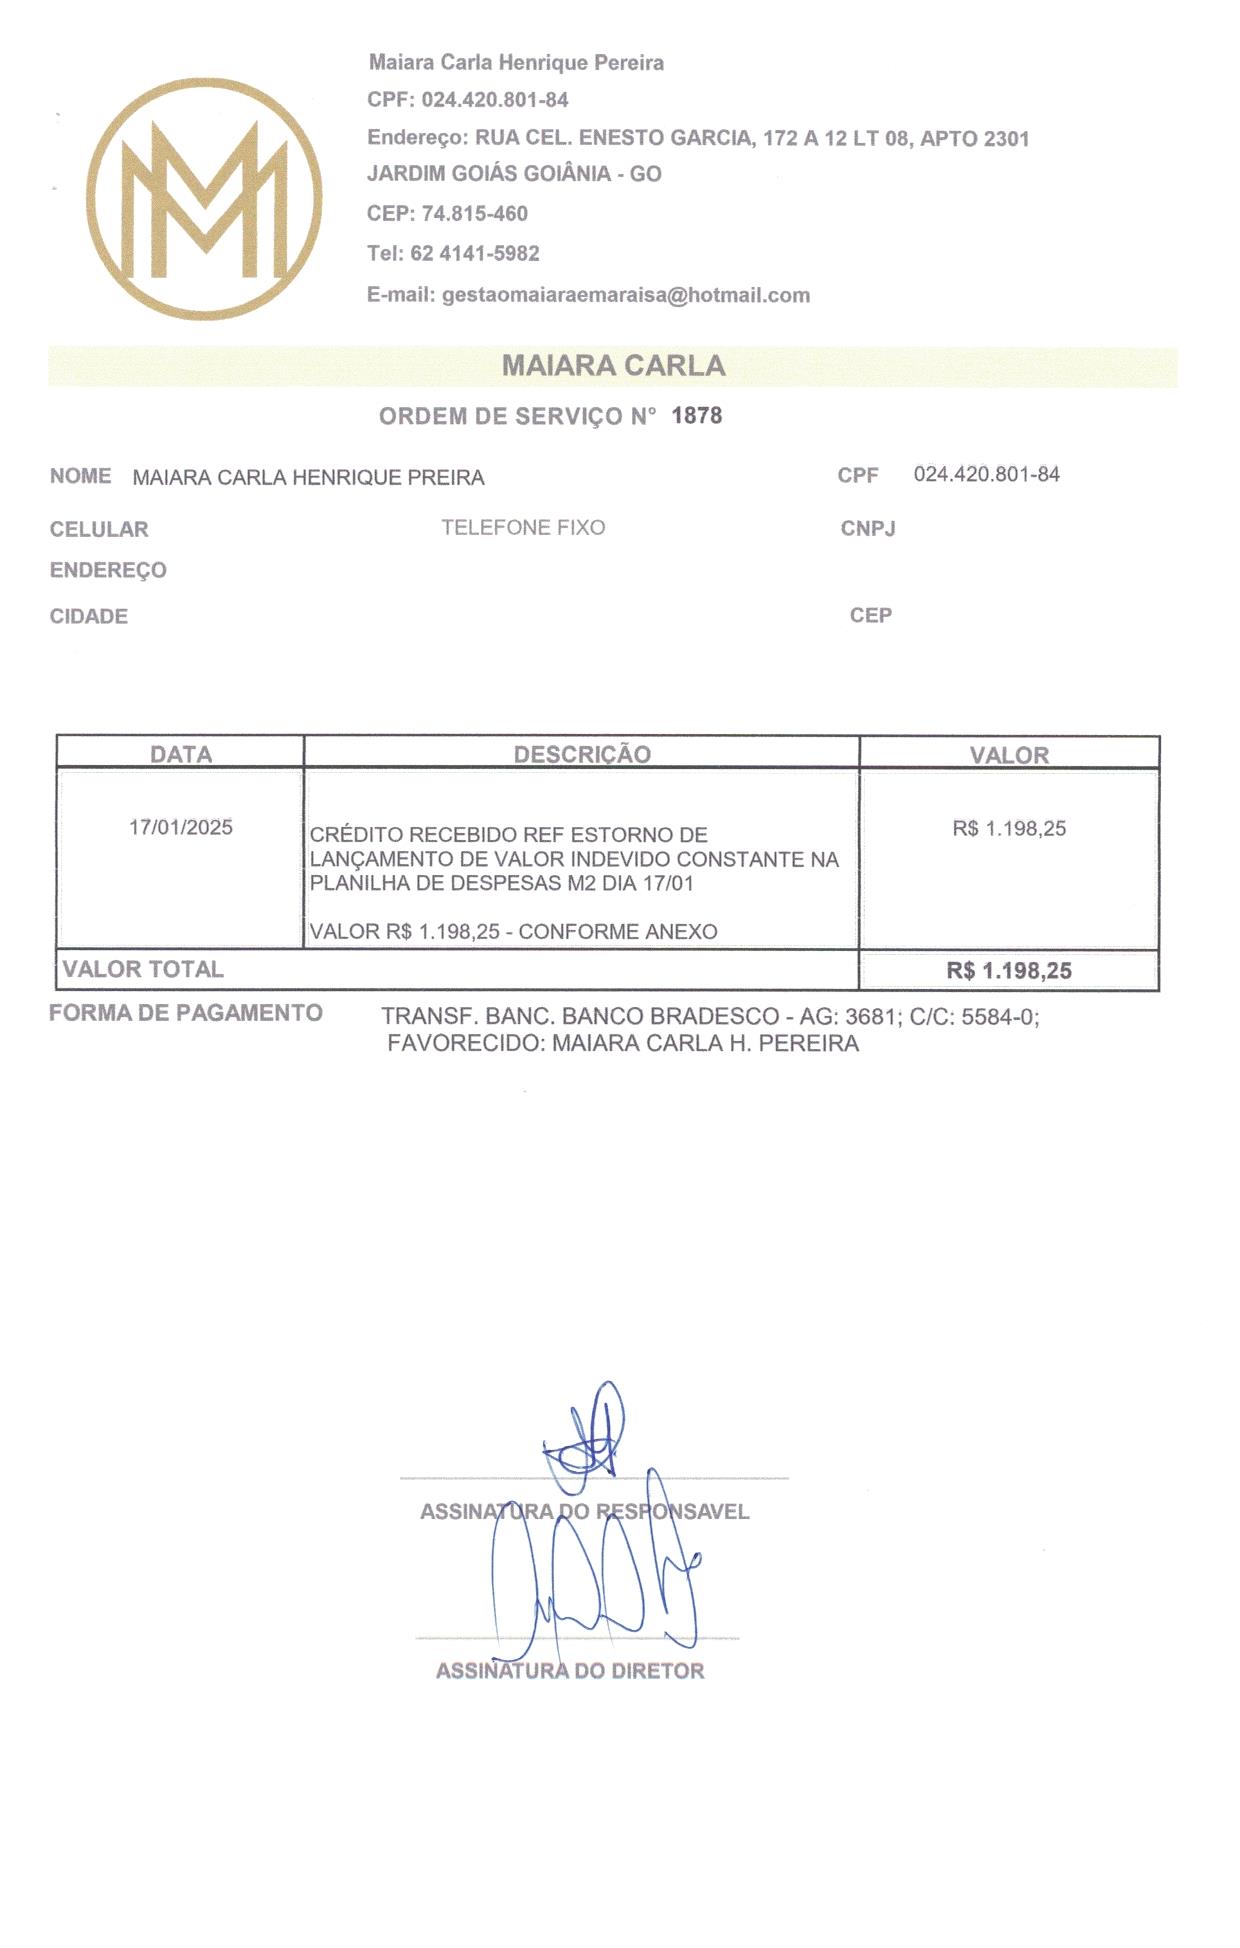 Maiara Carla Henrique Pereira
CPF: 024.420.801-84
Endereço: RUA CEL. ENESTO GARCIA, 172 A 12 LT 08, APTO 2301
JARDIM GOIÁS GOIÂNIA - GO
CEP: 74.815-460
Tel: 62 4141-5982
E-mail: gestaomaiaraemaraisa@hotmail.com
MM
MAIARA CARLA
ORDEM DE SERVIÇO N° 1878
NOME MAIARA CARLA HENRIQUE PREIRA CPF 024.420.801-84
CELULAR TELEFONE FIXO CNPJ
ENDEREÇO
CIDADE CEP
DATA DESCRIÇÃO VALOR
17/01/2025 CRÉDITO RECEBIDO REF ESTORNO DE R$ 1.198,25
LANÇAMENTO DE VALOR INDEVIDO CONSTANTE NA
PLANILHA DE DESPESAS M2 DIA 17/01
VALOR R$ 1.198,25 - CONFORME ANEXO
VALOR TOTAL R$ 1.198,25
FORMA DE PAGAMENTO TRANSF. BANC. BANCO BRADESCO - AG: 3681; C/C: 5584-0;
FAVORECIDO: MAIARA CARLA H. PEREIRA
ASSINATURA DO RESPONSAVEL
ASSINATURA DO DIRETOR